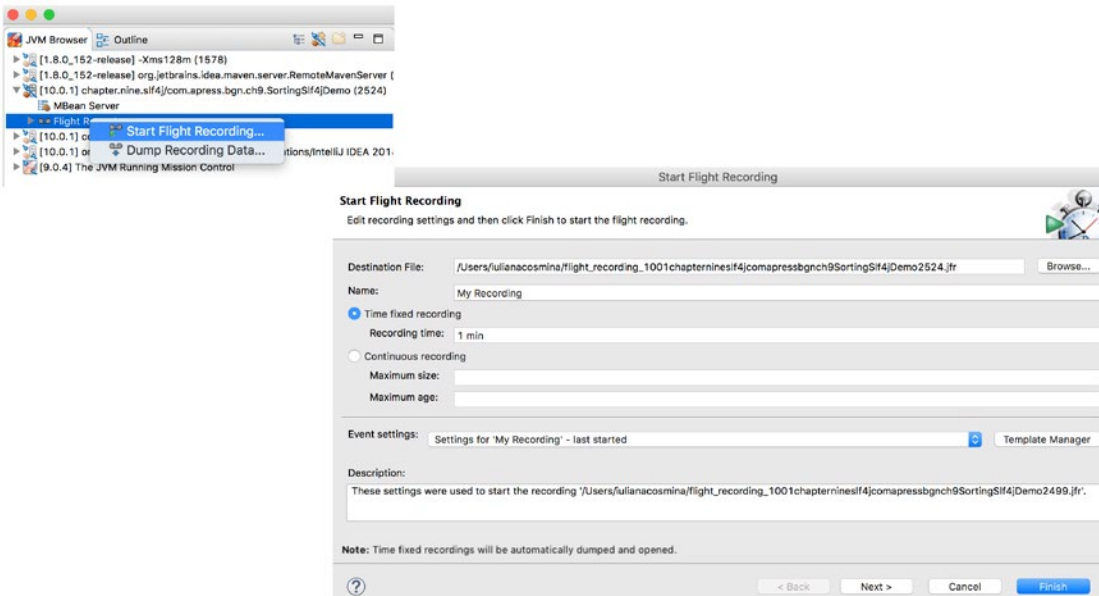 JVM Browser Outline
[1.8.0_152-release] -Xms128m (1578)
[1.8.0_152-release] org.jetbrains.idea.maven.server.RemoteMavenServer (
[10.0.1] chapter.nine.slf4j/com.apress.bgn.ch9.SortingSlf4jDemo (2524)
MBean Server
Flight R
Start Flight Recording...
[10.0.1] c
Dump Recording Data...
[10.0.1] or ations/IntelliJ IDEA 201
[9.0.4] The JVM Running Mission Control
Start Flight Recording
Start Flight Recording
Edit recording settings and then click Finish to start the flight recording.
Destination File: /Users/iulianacosmina/flight_recording_1001chapternineslf4jcomapressbgnch9SortingSlf4jDemo2524.jfr Browse...
Name: My Recording
Time fixed recording
Recording time: 1 min
Continuous recording
Maximum size:
Maximum age:
Event settings: Settings for 'My Recording' - last started Template Manager
Description:
These settings were used to start the recording '/Users/iulianacosmina/flight_recording_1001chapternineslf4jcomapressbgnch9SortingSlf4jDemo2499.jfr'.
Note: Time fixed recordings will be automatically dumped and opened.
? < Back Next > Cancel Finish